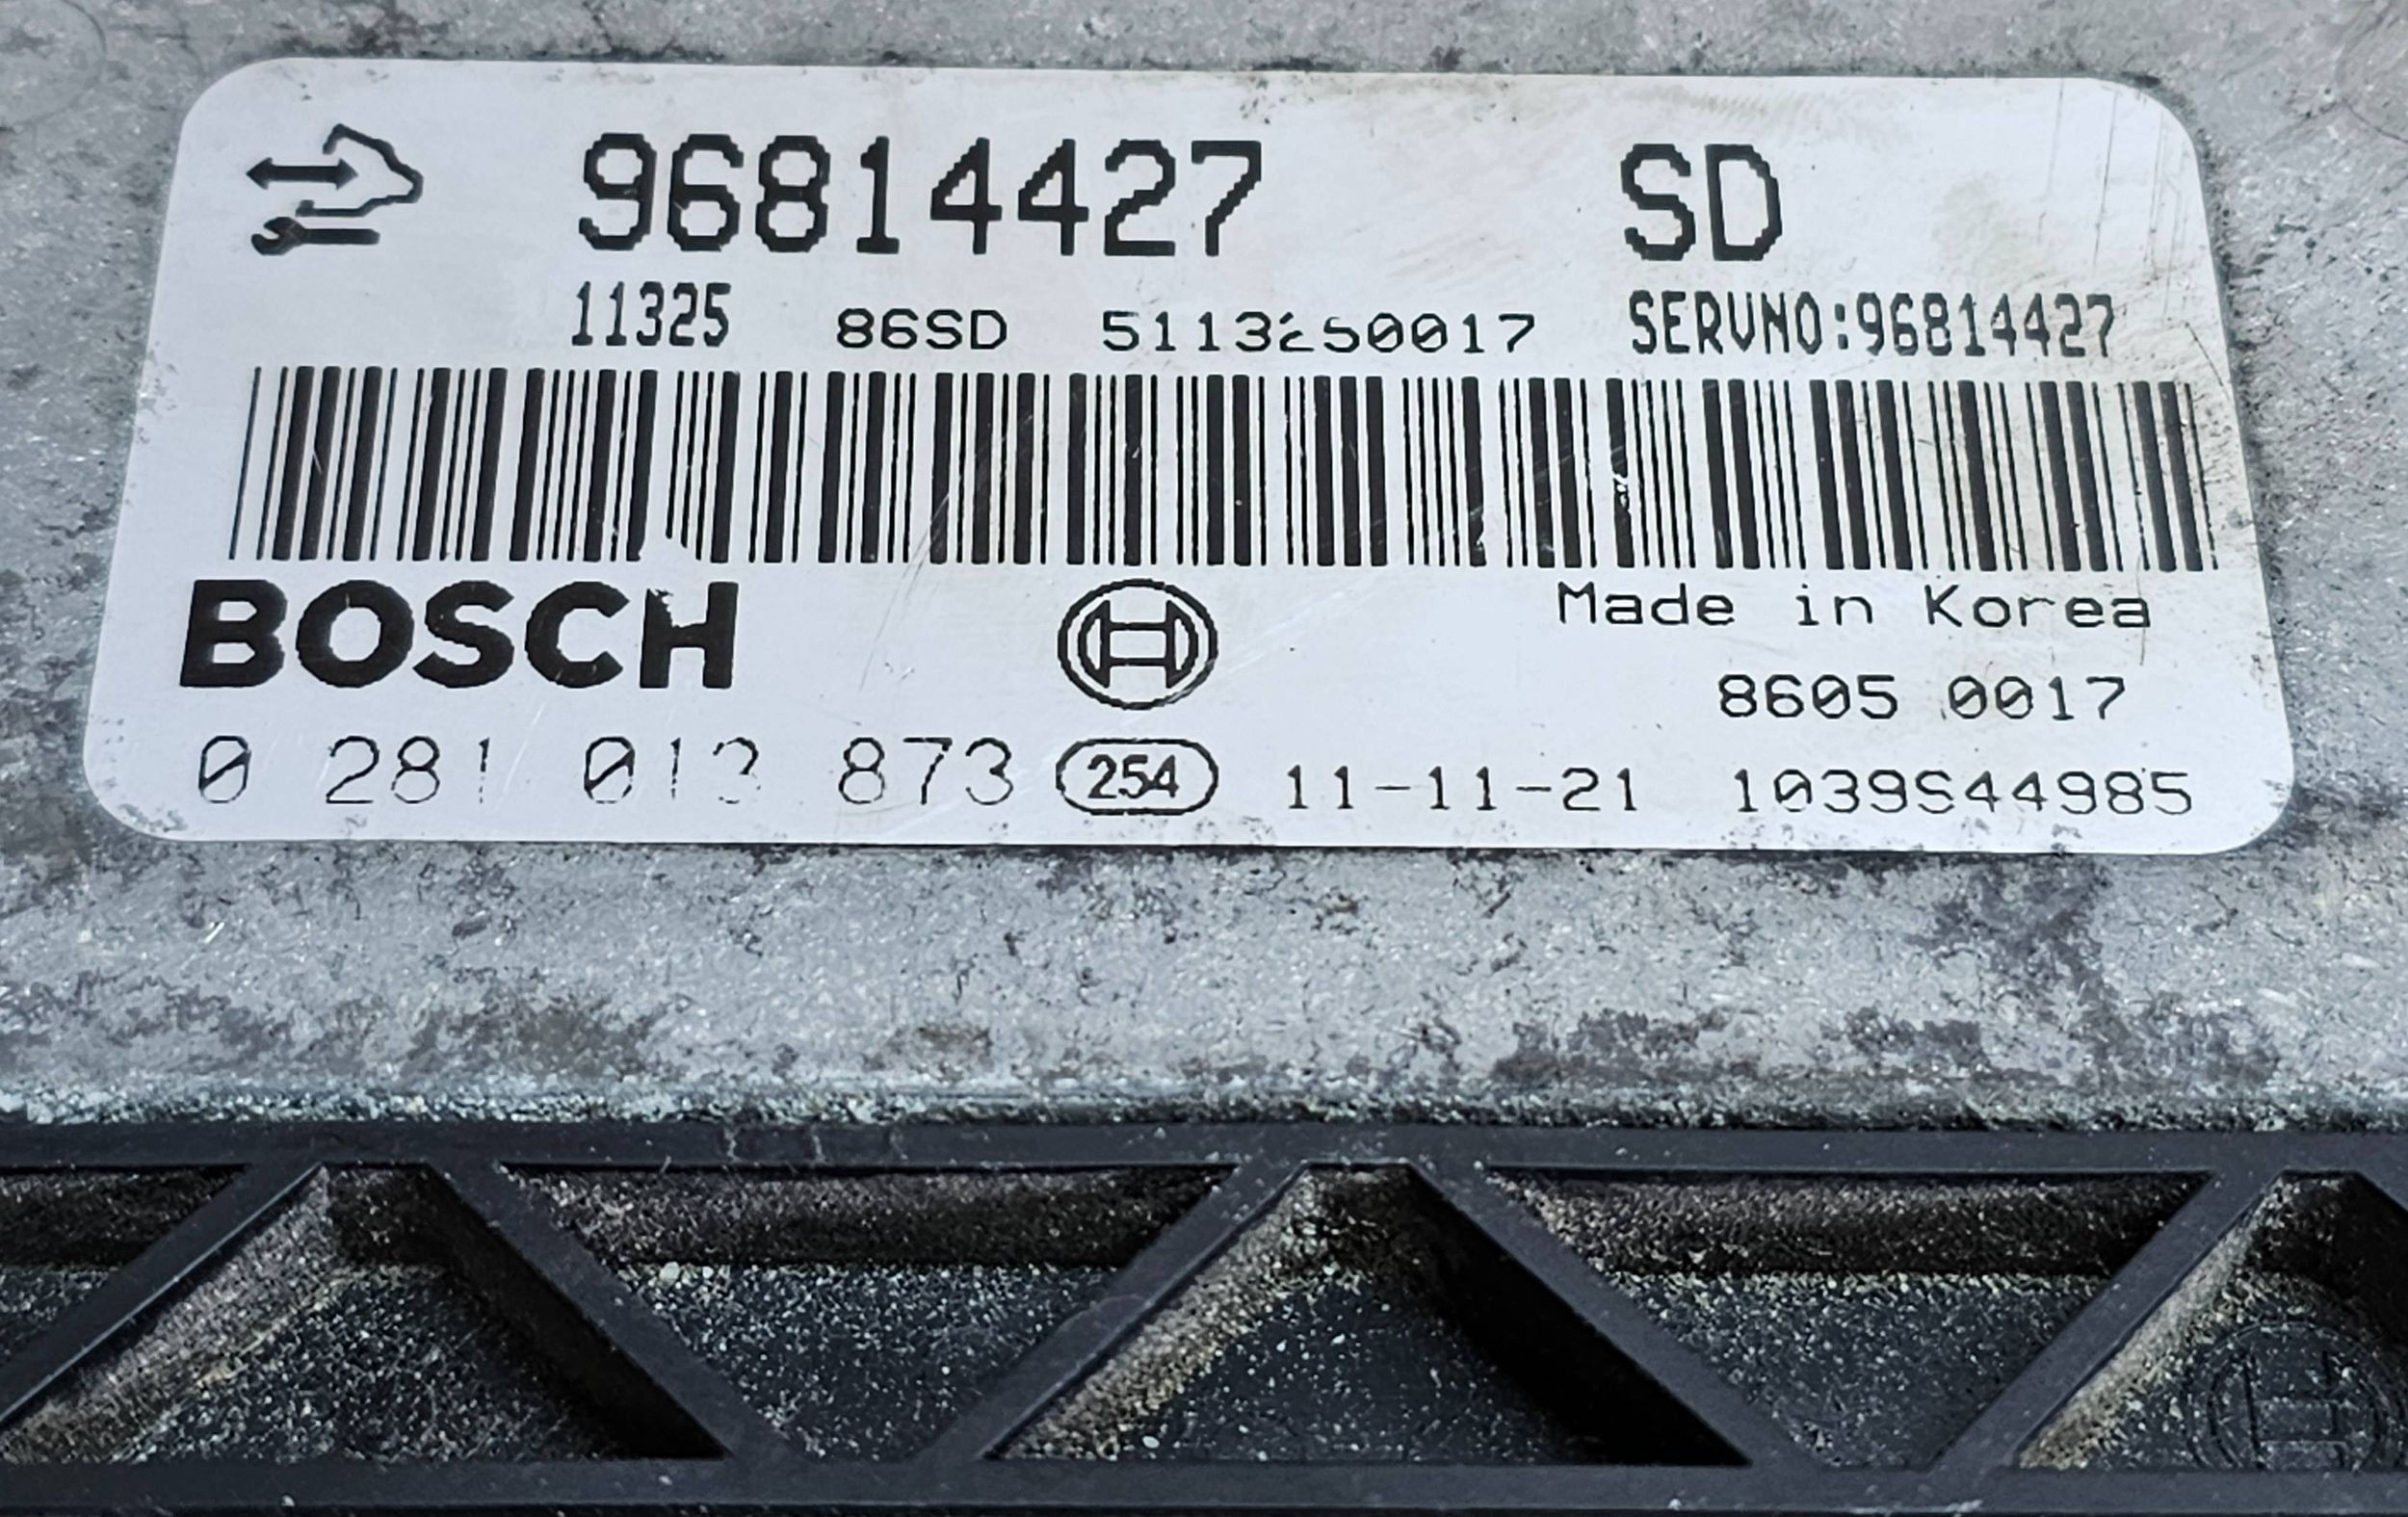 96814427 SD
11325 86SD 5113250017 SERVNO:96814427
BOSCH Made in Korea
8605 0017
0 281 013 873 254 11-11-21 1039S44985